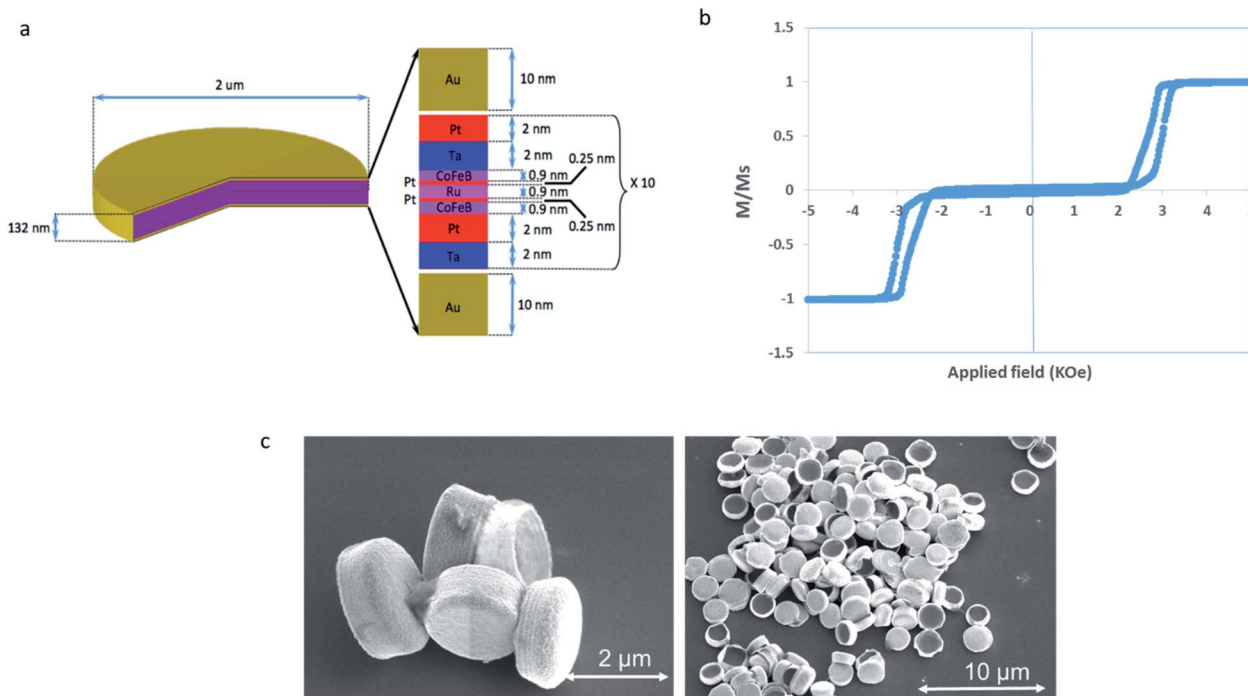 a
2 um
132 nm
Au
10 nm
Pt
2 nm
Ta
2 nm
CoFeB
0.9 nm
0.25 nm
Pt
Ru
0.9 nm
X 10
Pt
CoFeB
0.9 nm
0.25 nm
Pt
2 nm
Ta
2 nm
Au
10 nm
b
1.5
1
0.5
0
-0.5
-1
-1.5
M/Ms
-5 -4 -3 -2 -1 0 1 2 3 4
Applied field (KOe)
c
2 µm
10 µm